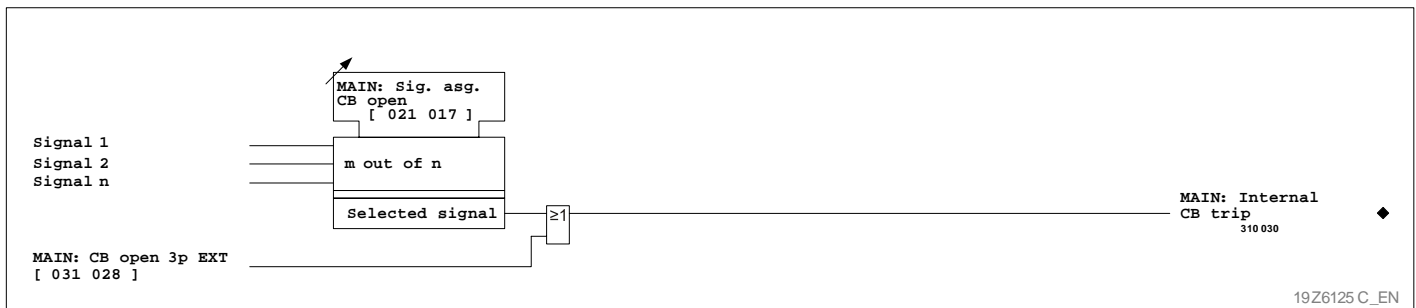 MAIN: Sig. asg.
CB open
[ 021 017 ]
Signal 1
Signal 2
Signal n
m out of n
Selected signal
≥1
MAIN: CB open 3p EXT
[ 031 028 ]
MAIN: Internal
CB trip
310 030
19Z6125 C_EN